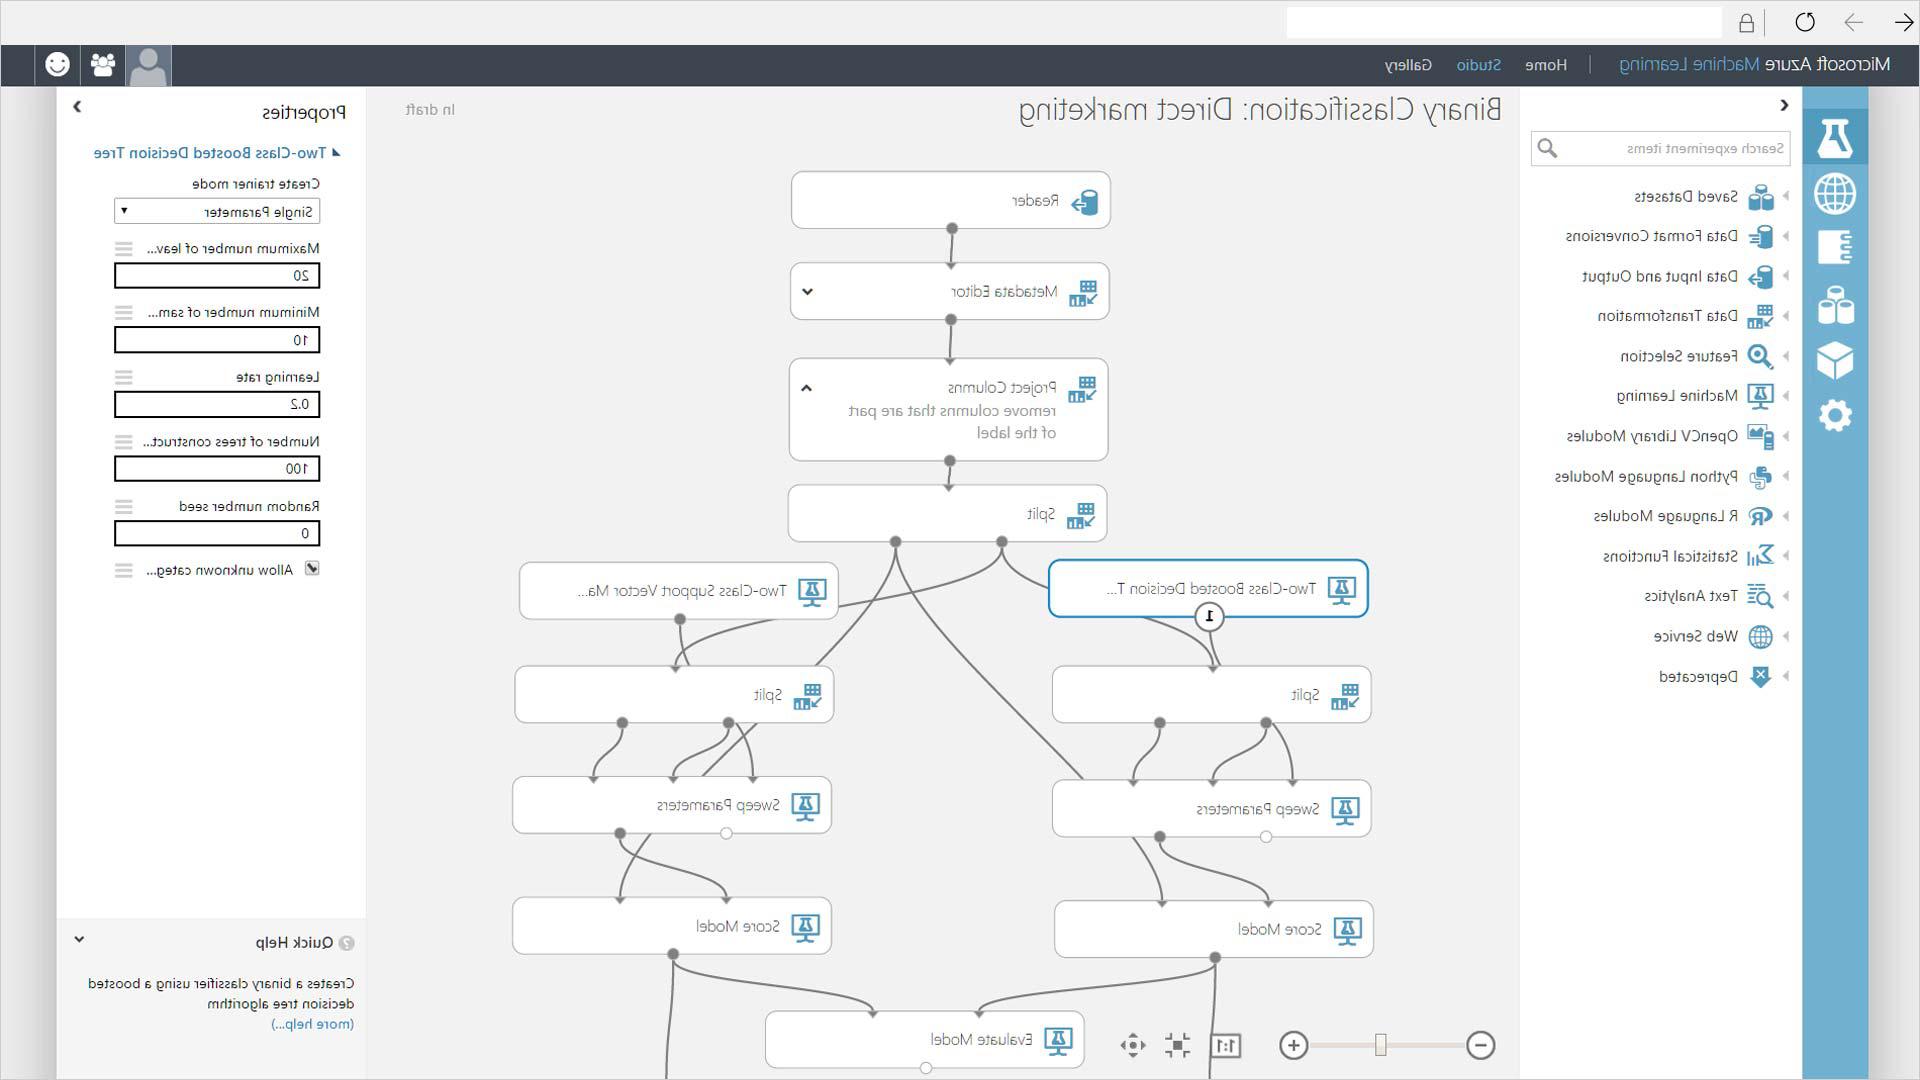 Microsoft Azure Machine Learning | Home Studio Gallery
Search experiment items
Saved Datasets
Data Format Conversions
Data Input and Output
Data Transformation
Feature Selection
Machine Learning
OpenCV Library Modules
Python Language Modules
R Language Modules
Statistical Functions
Text Analytics
Web Service
Deprecated
Binary Classification: Direct marketing
In draft
Reader
Metadata Editor
Project Columns
remove columns that are part
of the label
Split
Two-Class Boosted Decision T...
1
Two-Class Support Vector Ma...
Split
Split
Sweep Parameters
Sweep Parameters
Score Model
Score Model
Evaluate Model
1:1
Properties
Two-Class Boosted Decision Tree
Create trainer mode
Single Parameter
Maximum number of leav...
20
Minimum number of sam...
10
Learning rate
0.2
Number of trees construct...
100
Random number seed
0
Allow unknown categ...
? Quick Help
Creates a binary classifier using a boosted
decision tree algorithm
(more help...)